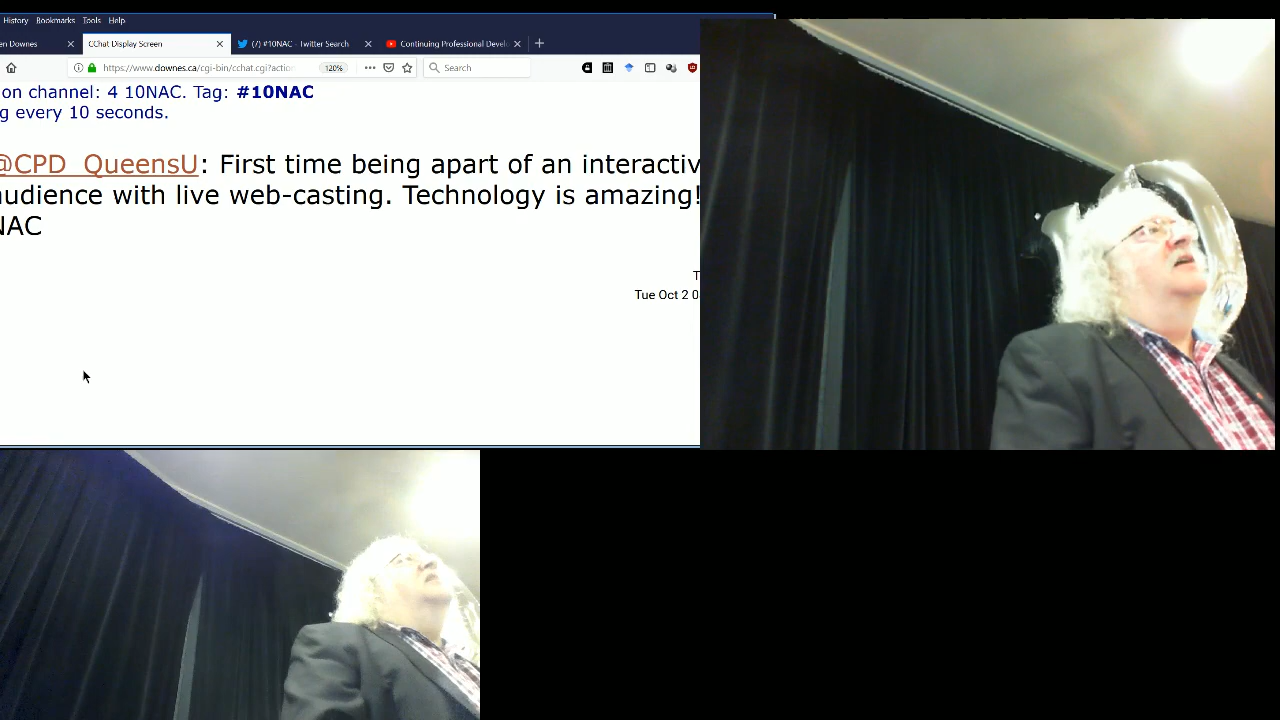 History Bookmarks Tools Help
en Downes
CChat Display Screen
(7) #10NAC - Twitter Search
Continuing Professional Devel
https://www.downes.ca/cgi-bin/cchat.cgi?actio
120%
Search
on channel: 4 10NAC. Tag: #10NAC
g every 10 seconds.
@CPD_QueensU: First time being apart of an interactiv
audience with live web-casting. Technology is amazing!
NAC
T
Tue Oct 2 0